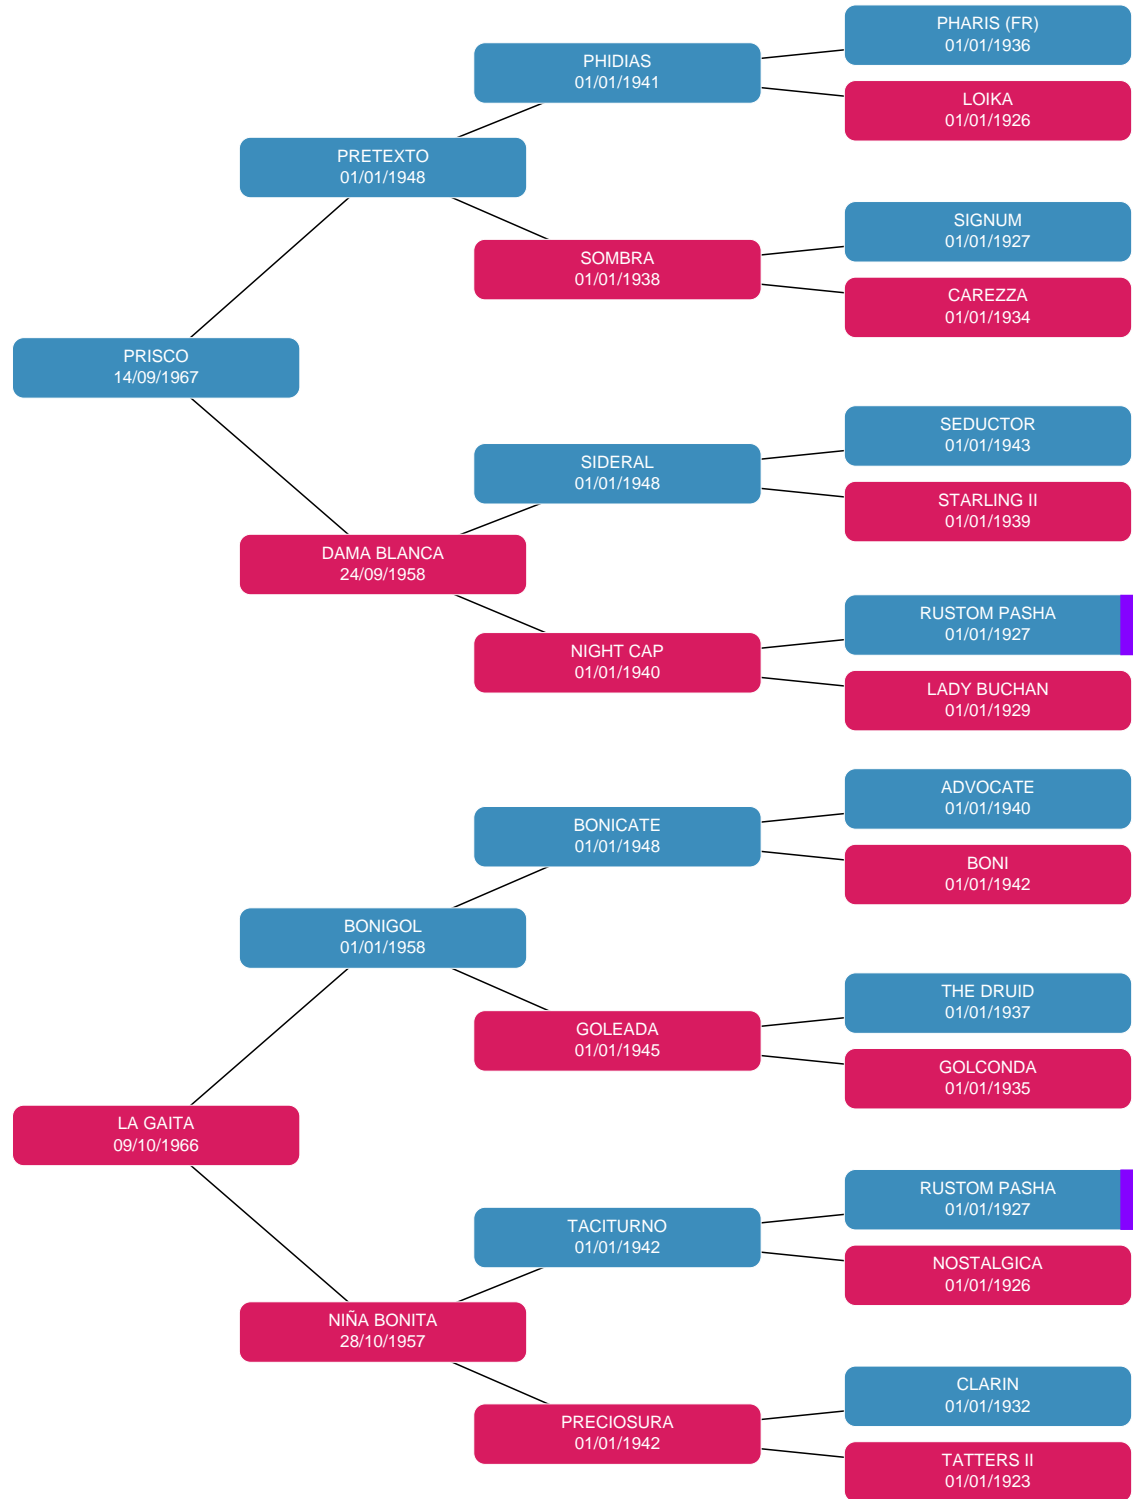 PHARIS (FR)
01/01/1936
PHIDIAS
01/01/1941
LOIKA
01/01/1926
PRETEXTO
01/01/1948
SIGNUM
01/01/1927
SOMBRA
01/01/1938
CAREZZA
01/01/1934
PRISCO
14/09/1967
SEDUCTOR
01/01/1943
SIDERAL
01/01/1948
STARLING II
01/01/1939
DAMA BLANCA
24/09/1958
RUSTOM PASHA
01/01/1927
NIGHT CAP
01/01/1940
LADY BUCHAN
01/01/1929
ADVOCATE
01/01/1940
BONICATE
01/01/1948
BONI
01/01/1942
BONIGOL
01/01/1958
THE DRUID
01/01/1937
GOLEADA
01/01/1945
GOLCONDA
01/01/1935
LA GAITA
09/10/1966
RUSTOM PASHA
01/01/1927
TACITURNO
01/01/1942
NOSTALGICA
01/01/1926
NIÑA BONITA
28/10/1957
CLARIN
01/01/1932
PRECIOSURA
01/01/1942
TATTERS II
01/01/1923